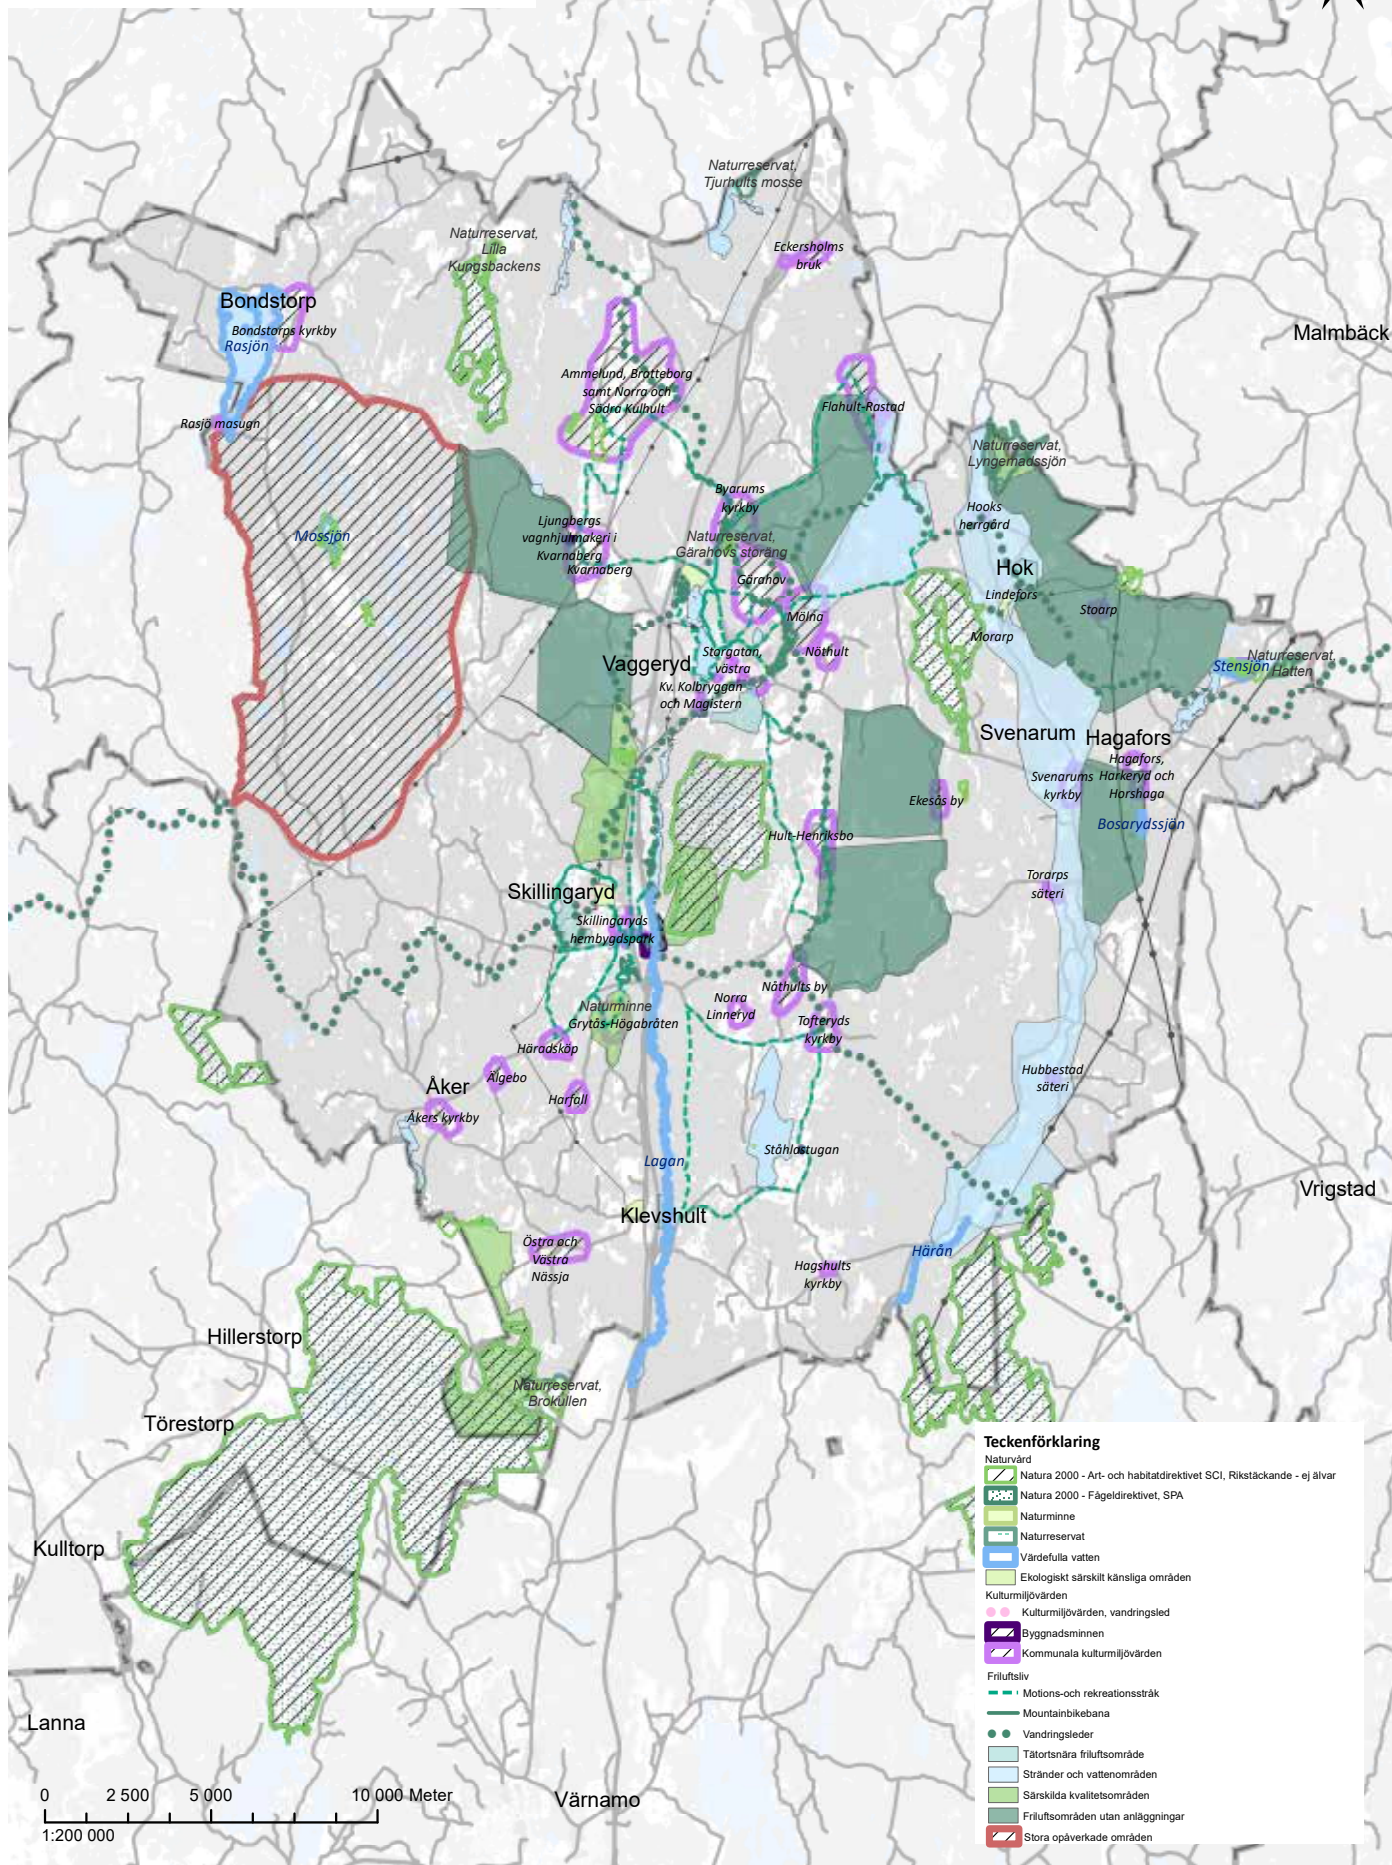 Naturreservat,
Tjurhults mosse
Naturreservat,
Lilla
Kungsbackens
Eckersholms
bruk
Bondstorp
Bondstorps kyrkby
Rasjön
Malmbäck
Ammelund, Bratteborg
samt Norra och
Södra Kulhult
Flahult-Rastad
Rasjö masugn
Naturreservat,
Lyngemadssjön
Byarums
kyrkby
Hooks
herrgård
Ljungbergs
vagnhjulmakeri i
Kvarnaberg
Kvarnaberg
Mossjön
Naturreservat,
Gärahovs storäng
Gärahov
Hok
Lindefors
Stoarp
Mölna
Morarp
Nöthult
Storgatan,
västra
Vaggeryd
Kv. Kolbryggan
och Magistern
Stensjön
Naturreservat,
Hatten
Svenarum
Hagafors
Hagafors,
Harkeryd och
Horshaga
Svenarums
kyrkby
Ekesås by
Bosarydssjön
Hult-Henriksbo
Torarps
säteri
Skillingaryd
Skillingaryds
hembygdspark
Nåthults by
Norra
Linneryd
Tofteryds
kyrkby
Naturminne
Grytås-Högabråten
Häradsköp
Älgebo
Hubbestad
säteri
Åker
Harfall
Åkers kyrkby
Ståhlastugan
Lagan
Vrigstad
Klevshult
Östra och
Västra
Nässja
Härån
Hagshults
kyrkby
Hillerstorp
Naturreservat,
Brokullen
Törestorp
Kulltorp
Lanna
Värnamo
0 2 500 5 000 10 000 Meter
1:200 000
Teckenförklaring
Naturvård
Natura 2000 - Art- och habitatdirektivet SCI, Rikstäckande - ej älvar
Natura 2000 - Fågeldirektivet, SPA
Naturminne
Naturreservat
Värdefulla vatten
Ekologiskt särskilt känsliga områden
Kulturmiljövärden
Kulturmiljövärden, vandringsled
Byggnadsminnen
Kommunala kulturmiljövärden
Friluftsliv
Motions-och rekreationsstråk
Mountainbikebana
Vandringsleder
Tätortsnära friluftsområde
Stränder och vattenområden
Särskilda kvalitetsområden
Friluftsområden utan anläggningar
Stora opåverkade områden